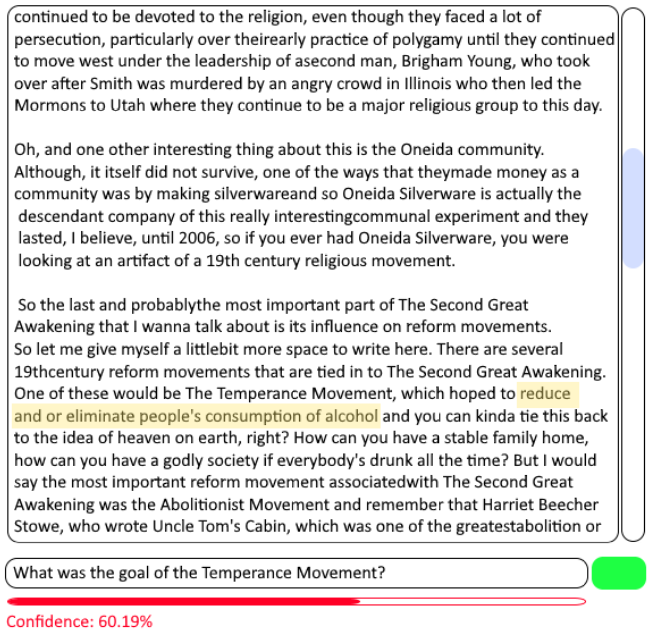 continued to be devoted to the religion, even though they faced a lot of
persecution, particularly over theirearly practice of polygamy until they continued
to move west under the leadership of asecond man, Brigham Young, who took
over after Smith was murdered by an angry crowd in Illinois who then led the
Mormons to Utah where they continue to be a major religious group to this day.
Oh, and one other interesting thing about this is the Oneida community.
Although, it itself did not survive, one of the ways that theymade money as a
community was by making silverwareand so Oneida Silverware is actually the
descendant company of this really interestingcommunal experiment and they
lasted, I believe, until 2006, so if you ever had Oneida Silverware, you were
looking at an artifact of a 19th century religious movement.
So the last and probablythe most important part of The Second Great
Awakening that I wanna talk about is its influence on reform movements.
So let me give myself a littlebit more space to write here. There are several
19thcentury reform movements that are tied in to The Second Great Awakening.
One of these would be The Temperance Movement, which hoped to reduce
and or eliminate people's consumption of alcohol and you can kinda tie this back
to the idea of heaven on earth, right? How can you have a stable family home,
how can you have a godly society if everybody's drunk all the time? But I would
say the most important reform movement associatedwith The Second Great
Awakening was the Abolitionist Movement and remember that Harriet Beecher
Stowe, who wrote Uncle Tom's Cabin, which was one of the greatestabolition or
What was the goal of the Temperance Movement?
Confidence: 60.19%